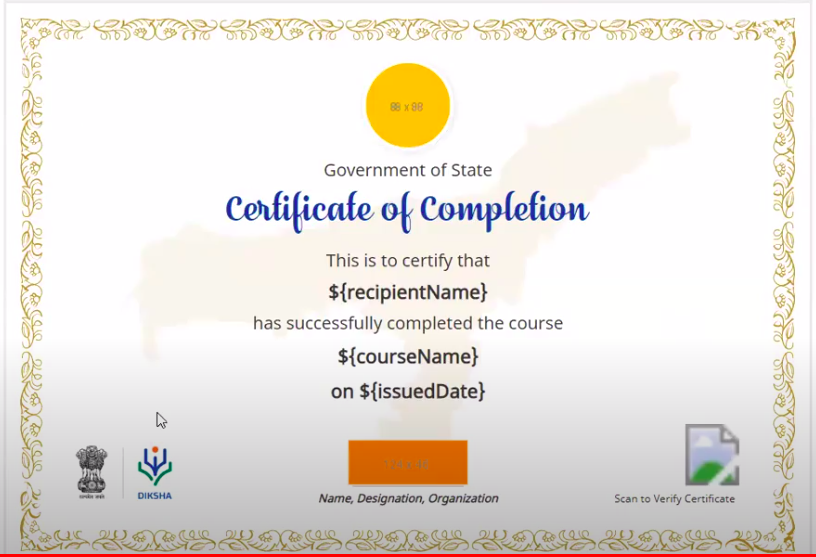 88 x 88
Government of State
Certificate of Completion
This is to certify that
${recipientName}
has successfully completed the course
${courseName}
on ${issuedDate}
DIKSHA
Name, Designation, Organization
Scan to Verify Certificate